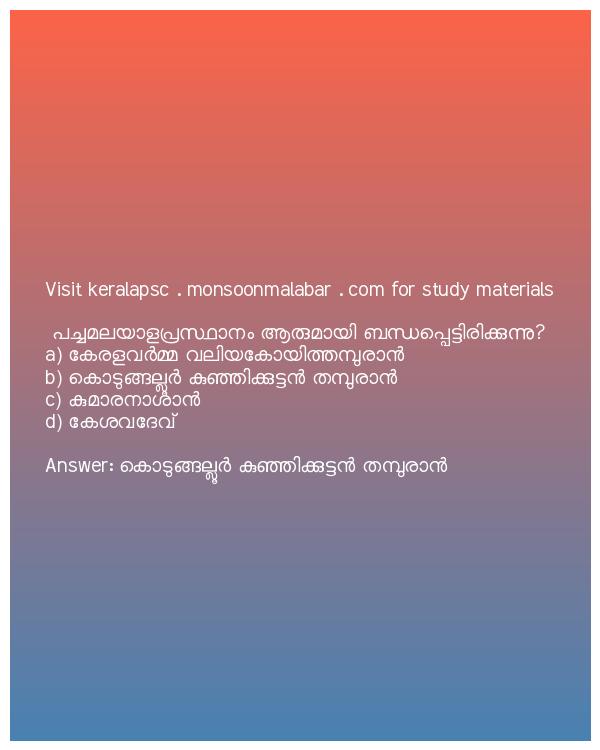 Visit keralapsc . monsoonmalabar . com for study materials
പച്ചമലയാളപ്രസ്ഥാനം ആരുമായി ബന്ധപ്പെട്ടിരിക്കുന്നു?
a) കേരളവർമ്മ വലിയകോയിത്തമ്പുരാൻ
b) കൊടുങ്ങല്ലൂർ കുഞ്ഞിക്കുട്ടൻ തമ്പുരാൻ
c) കുമാരനാശാൻ
d) കേശവദേവ്
Answer: കൊടുങ്ങല്ലൂർ കുഞ്ഞിക്കുട്ടൻ തമ്പുരാൻ